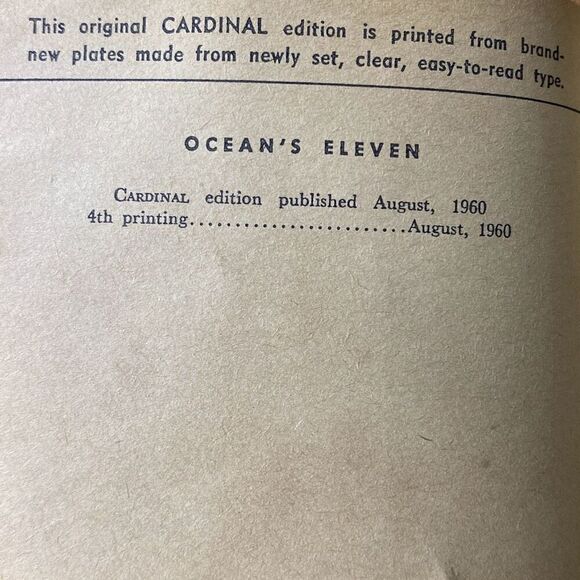 This original CARDINAL edition is printed from brand-
new plates made from newly set, clear, easy-to-read type.
OCEAN'S ELEVEN
CARDINAL edition published August, 1960
4th printing.........................August, 1960